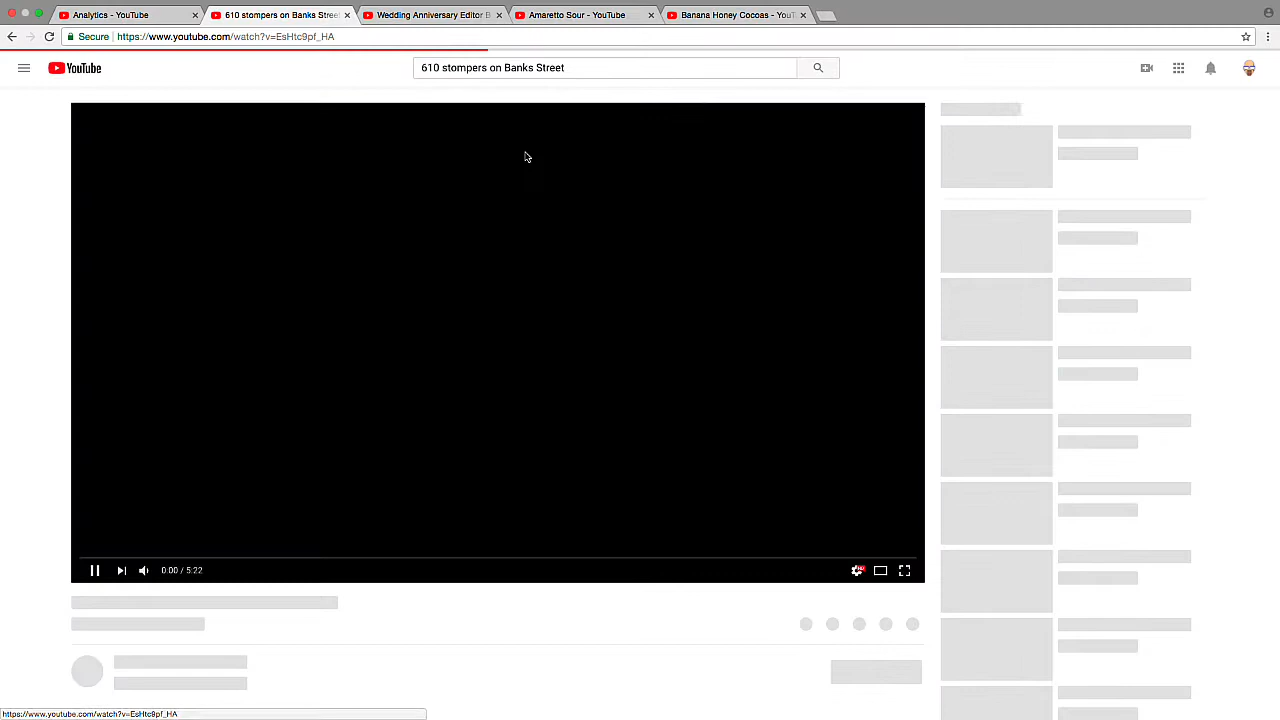 Analytics - YouTube
610 stompers on Banks Stree
Wedding Anniversary Editor B
Amaretto Sour - YouTube
Banana Honey Cocoas - YouT
Secure
https://www.youtube.com/watch?v=EsHtc9pf_HA
YouTube
610 stompers on Banks Street
0:00 / 5:22
HD
https://www.youtube.com/watch?v=EsHtc9pf_HA